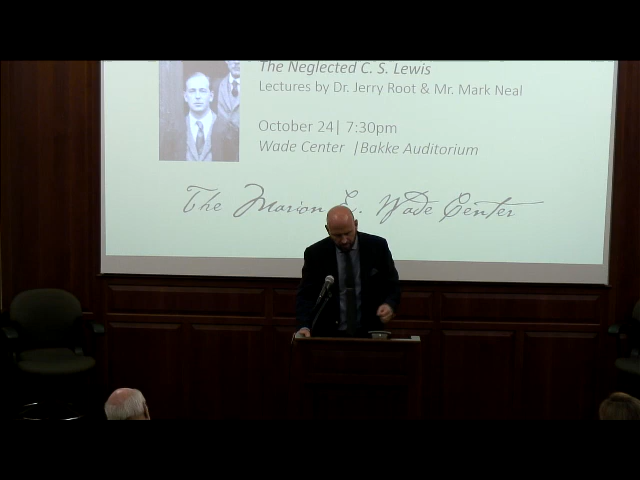 The Neglected C. S. Lewis
Lectures by Dr. Jerry Root & Mr. Mark Neal
October 24| 7:30pm
Wade Center |Bakke Auditorium
The Marion E. Wade Center